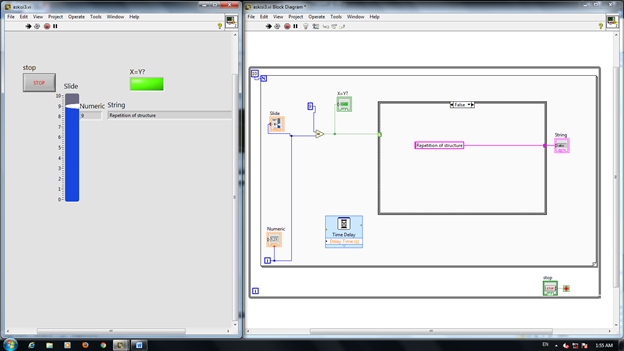 askisi3.vi
File Edit View Project Operate Tools Window Help
stop
STOP
Slide
10
9
8
7
6
5
4
3
2
1
0
Numeric
9
String
Repetition of structure
X=Y?
askisi3.vi Block Diagram *
File Edit View Project Operate Tools Window Help
10
N
X=Y?
Slide
False
String
Repetition of structure
Numeric
Time Delay
Delay Time (s)
i
stop
i
EN
1:55 AM